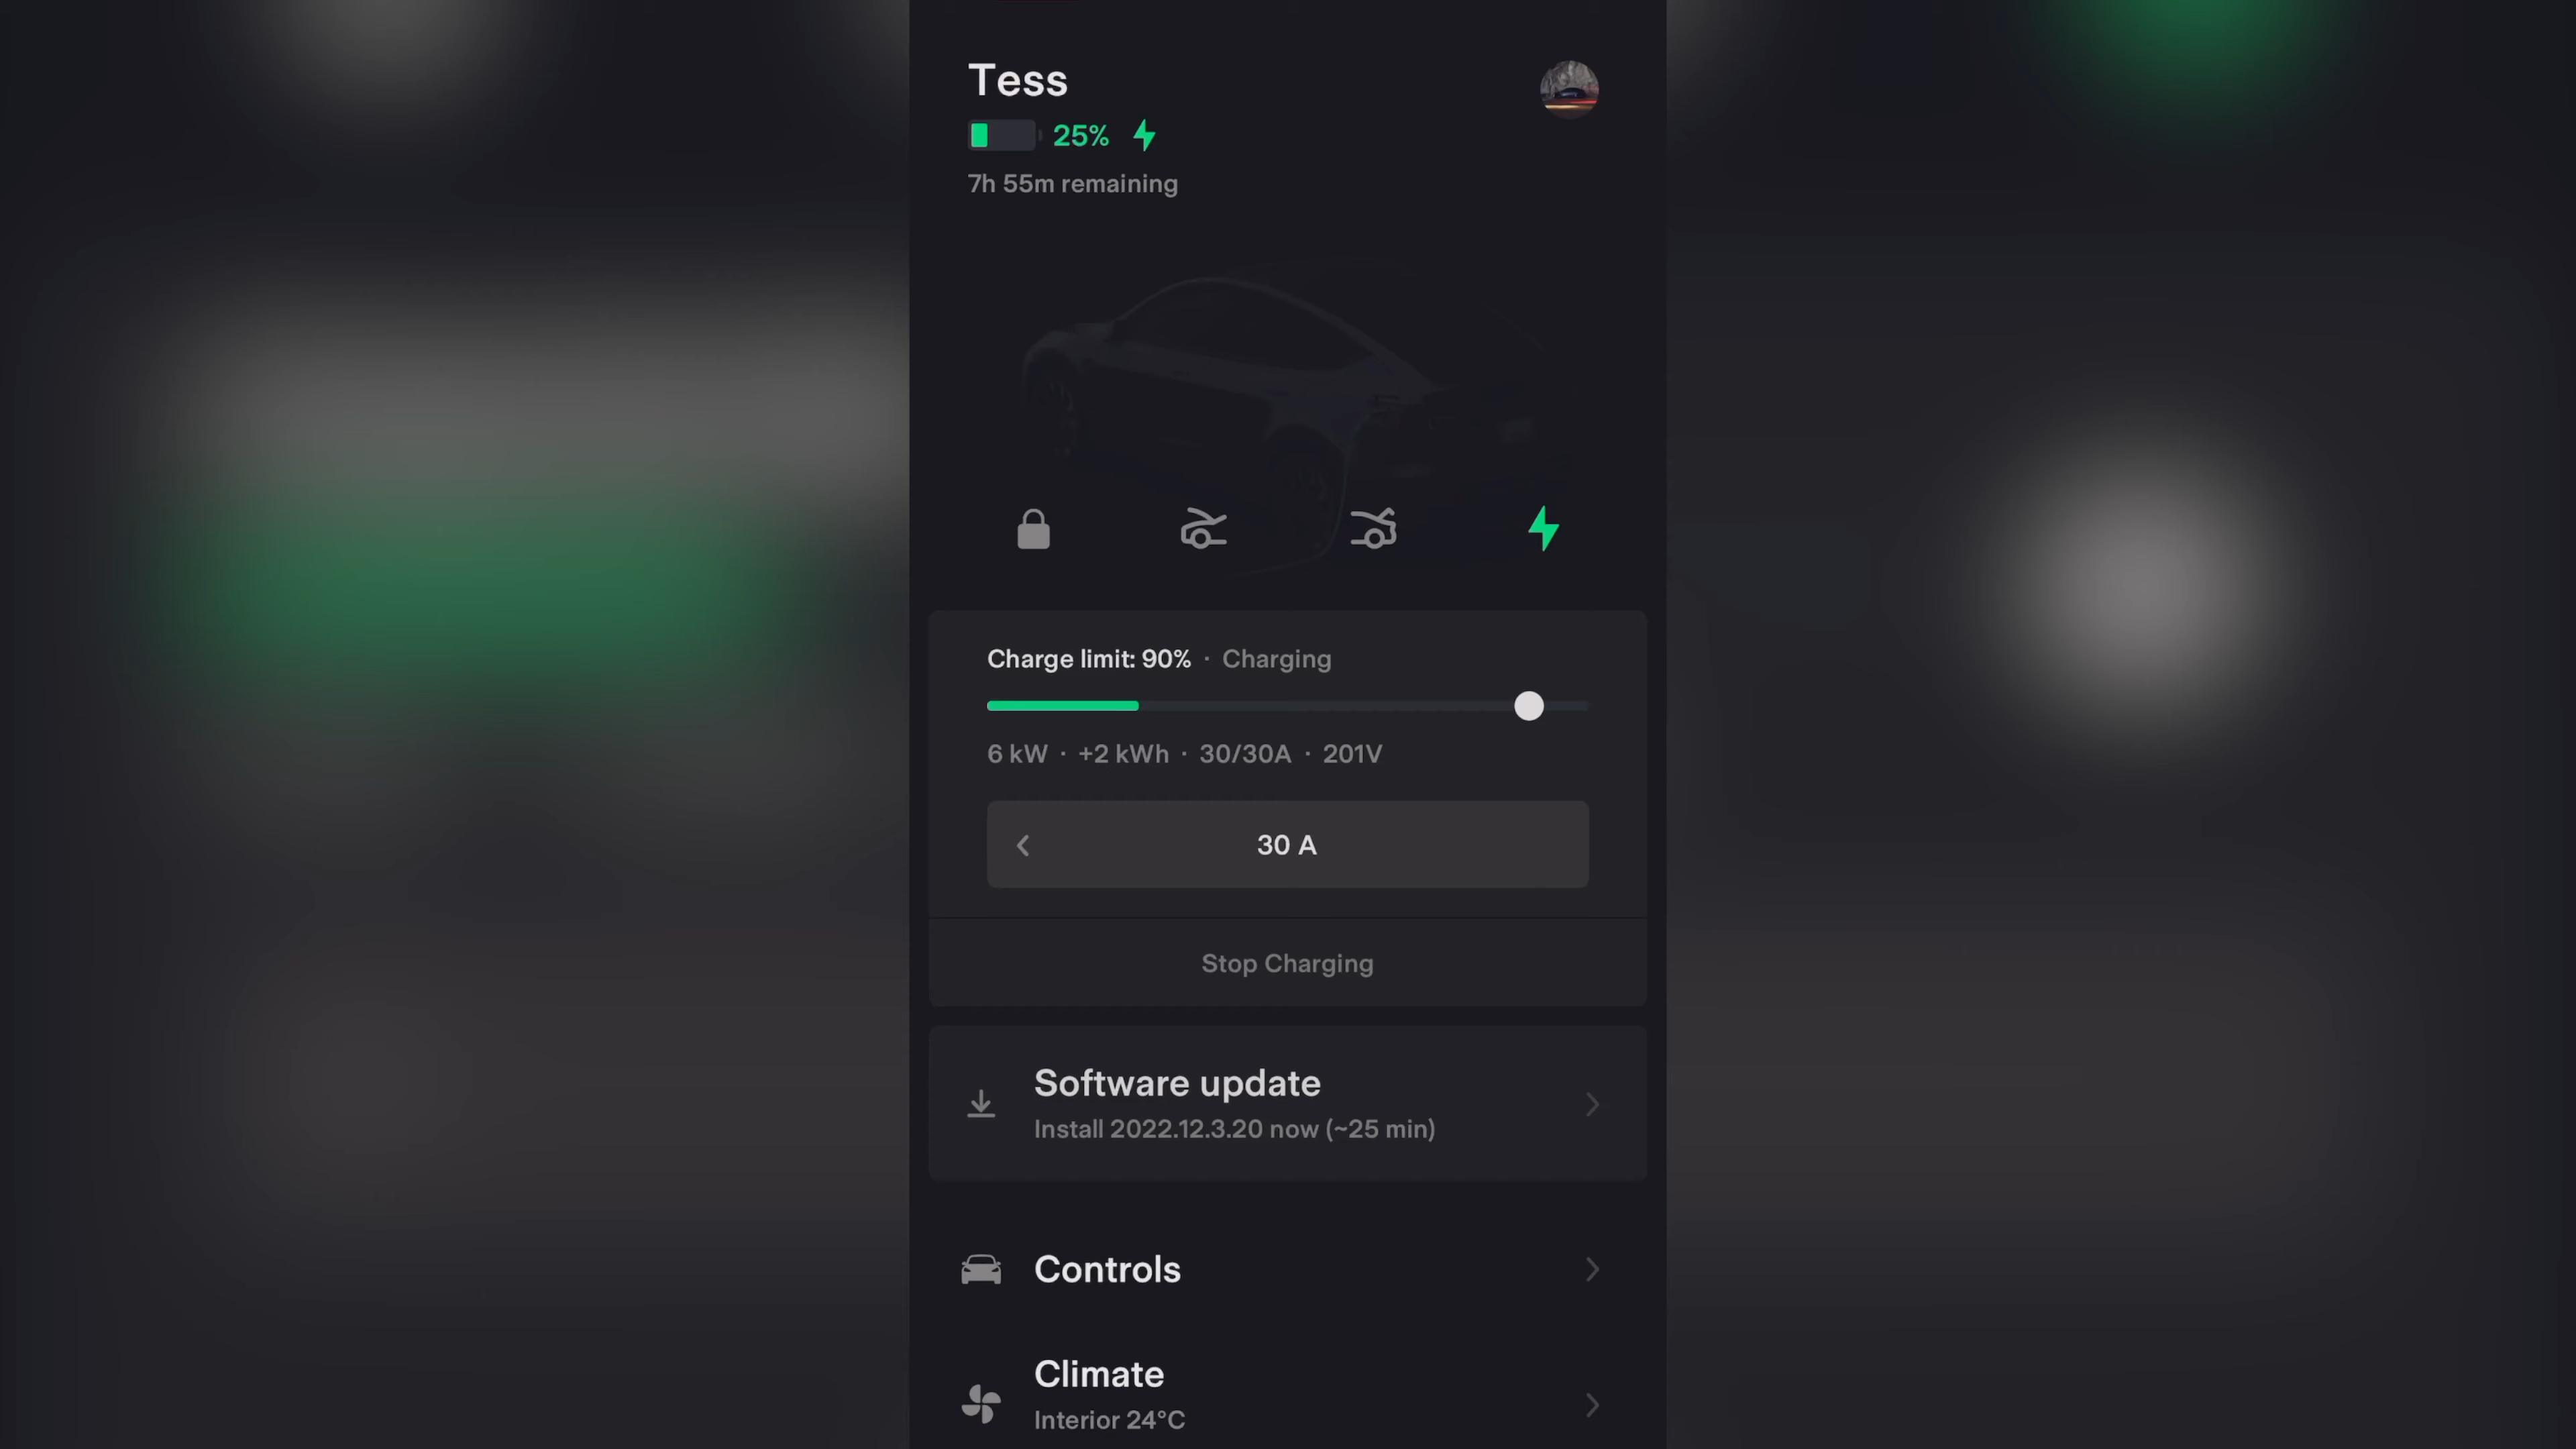 Tess
25%
7h 55m remaining
Charge limit: 90% · Charging
6 kW · +2 kWh · 30/30A · 201V
30 A
Stop Charging
Software update
Install 2022.12.3.20 now (~25 min)
Controls
Climate
Interior 24°C